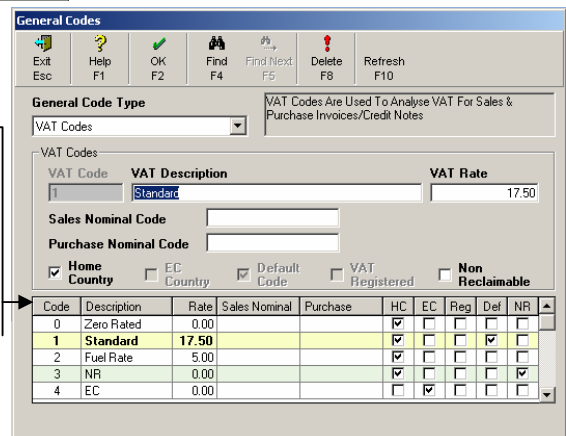 General Codes
Exit Help OK Find Find Next Delete Refresh
Esc F1 F2 F4 F5 F8 F10
General Code Type
VAT Codes Are Used To Analyse VAT For Sales &
Purchase Invoices/Credit Notes
VAT Codes
VAT Codes
VAT Code VAT Description VAT Rate
1 Standard 17.50
Sales Nominal Code
Purchase Nominal Code
Home Country EC Country Default Code VAT Registered Non Reclaimable
Code Description Rate Sales Nominal Purchase HC EC Reg Def NR
0 Zero Rated 0.00
1 Standard 17.50
2 Fuel Rate 5.00
3 NR 0.00
4 EC 0.00